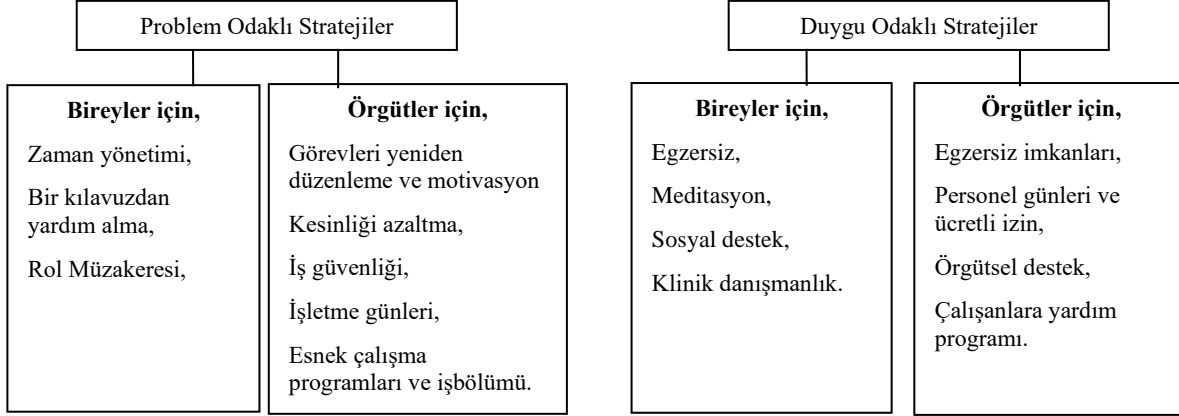 Problem Odaklı Stratejiler
Bireyler için,
Zaman yönetimi,
Bir kılavuzdan
yardım alma,
Rol Müzakeresi,
Örgütler için,
Görevleri yeniden
düzenleme ve motivasyon
Kesinliği azaltma,
İş güvenliği,
İşletme günleri,
Esnek çalışma
programları ve işbölümü.
Duygu Odaklı Stratejiler
Bireyler için,
Egzersiz,
Meditasyon,
Sosyal destek,
Klinik danışmanlık.
Örgütler için,
Egzersiz imkanları,
Personel günleri ve
ücretli izin,
Örgütsel destek,
Çalışanlara yardım
programı.